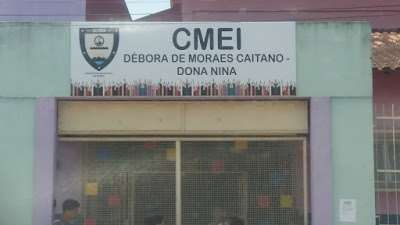 CMEI
DÉBORA DE MORAES CAITANO -
DONA NINA